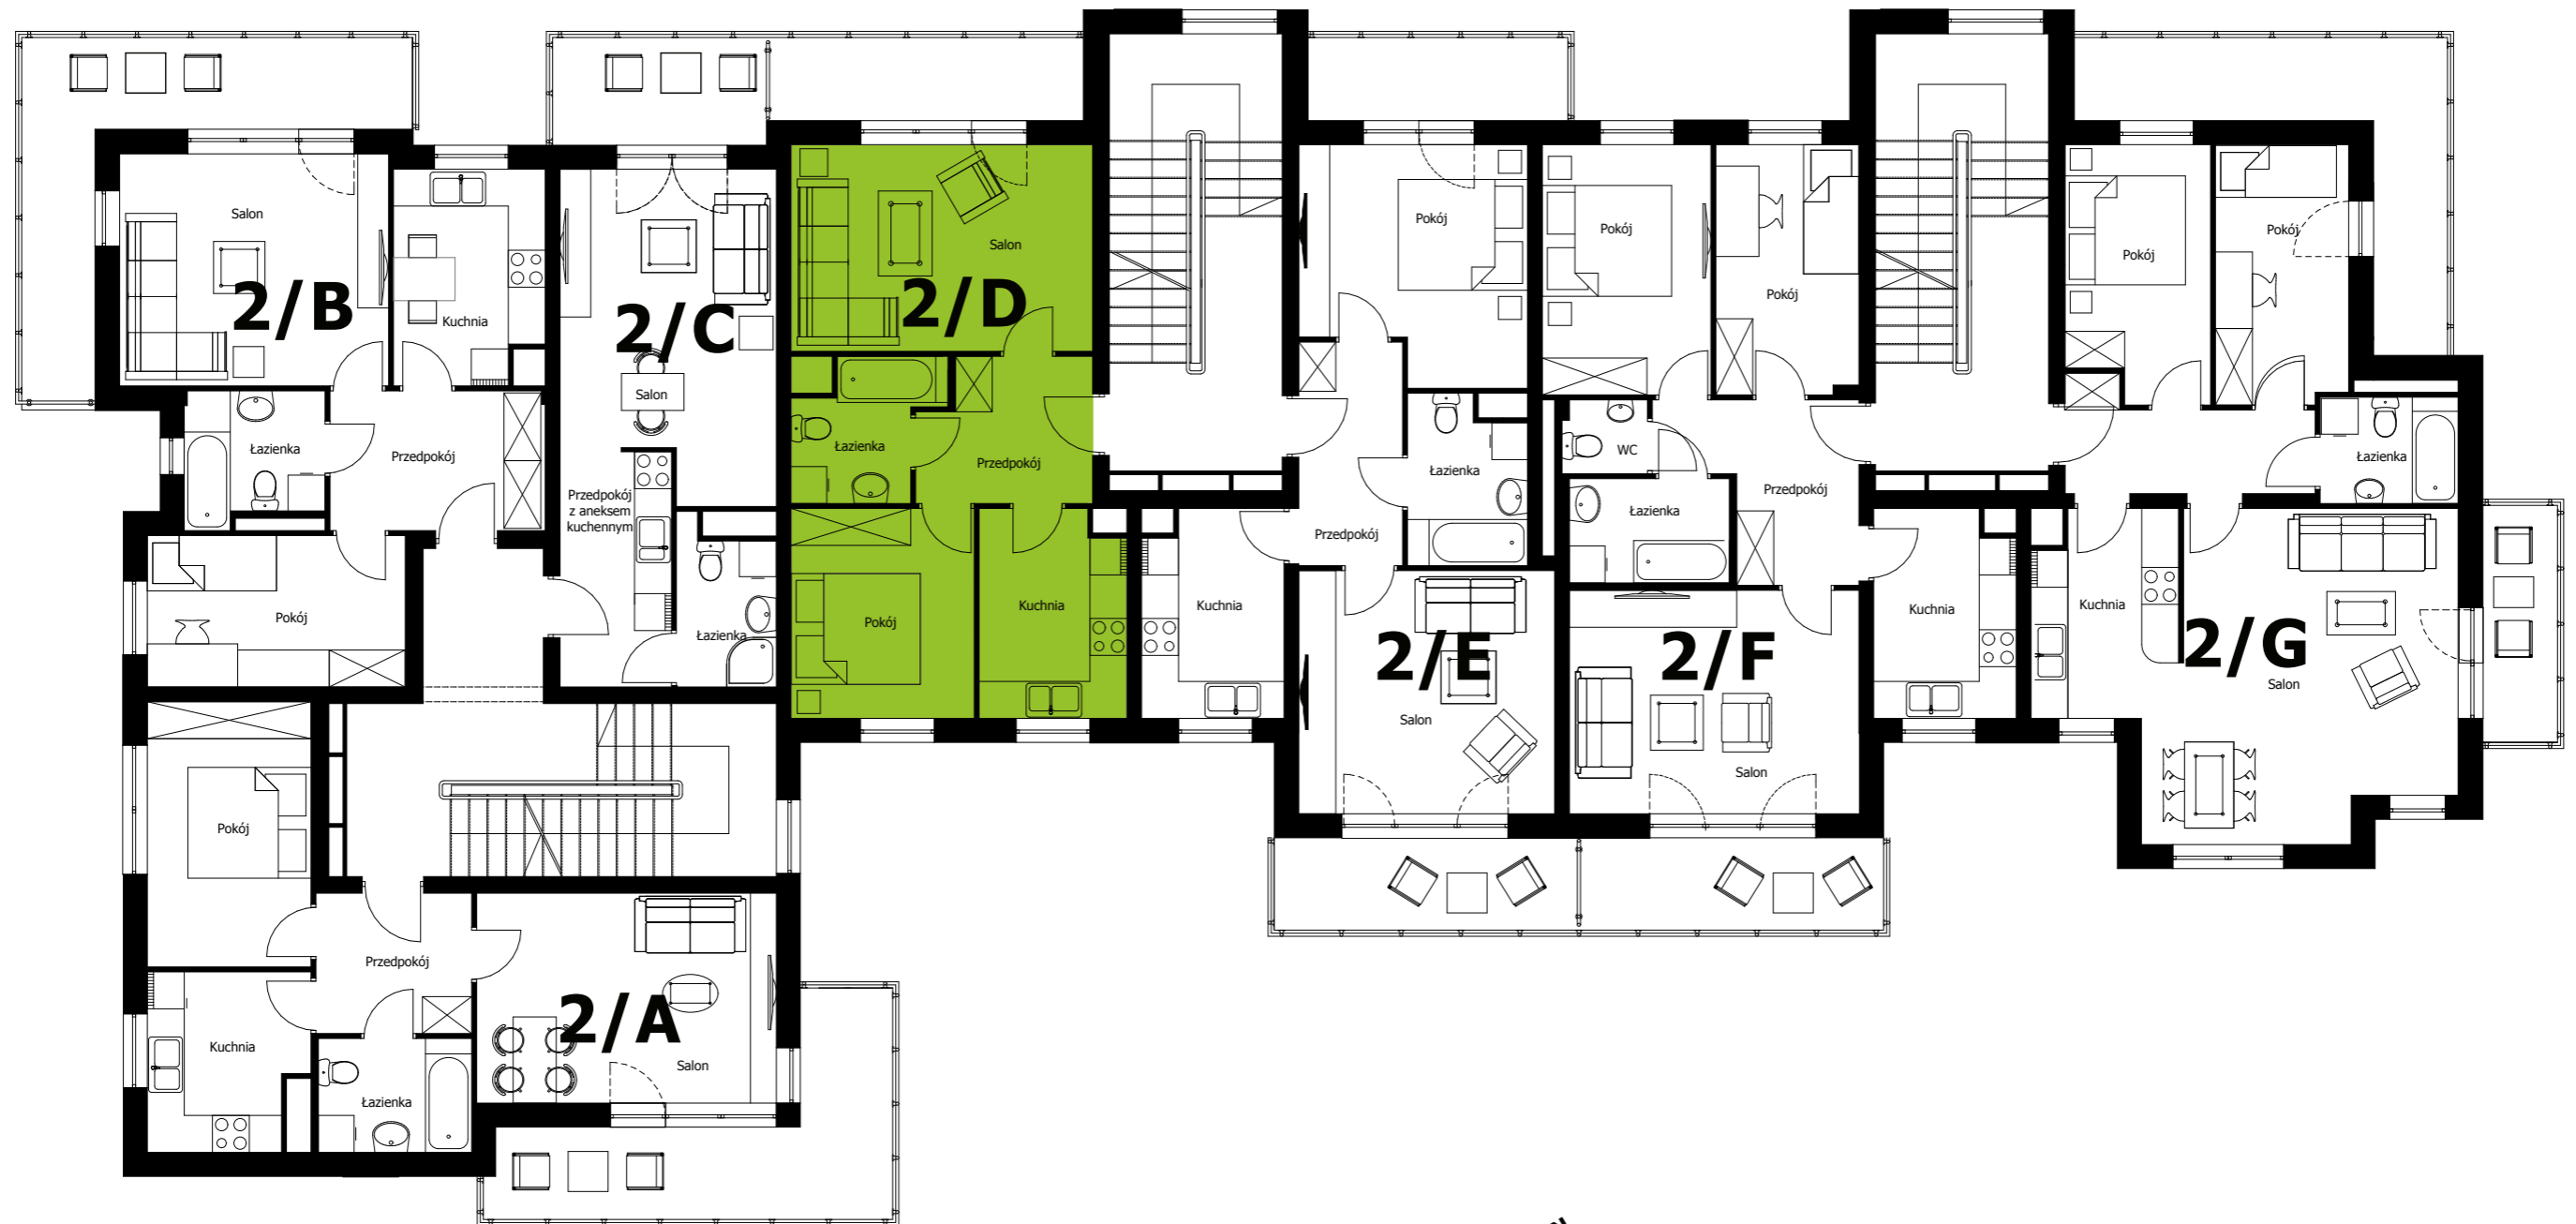 Salon
2/B
Kuchnia
Łazienka
Przedpokój
Pokój
2/C
Salon
Przedpokój
z aneksem
kuchennym
Łazienka
Salon
2/D
Łazienka
Przedpokój
Pokój
Kuchnia
Pokój
Łazienka
Przedpokój
Kuchnia
2/E
Salon
Pokój
Pokój
WC
Łazienka
Przedpokój
Kuchnia
2/F
Salon
Pokój
Pokój
Łazienka
Kuchnia
2/G
Salon
Pokój
Przedpokój
Kuchnia
Łazienka
2/A
Salon